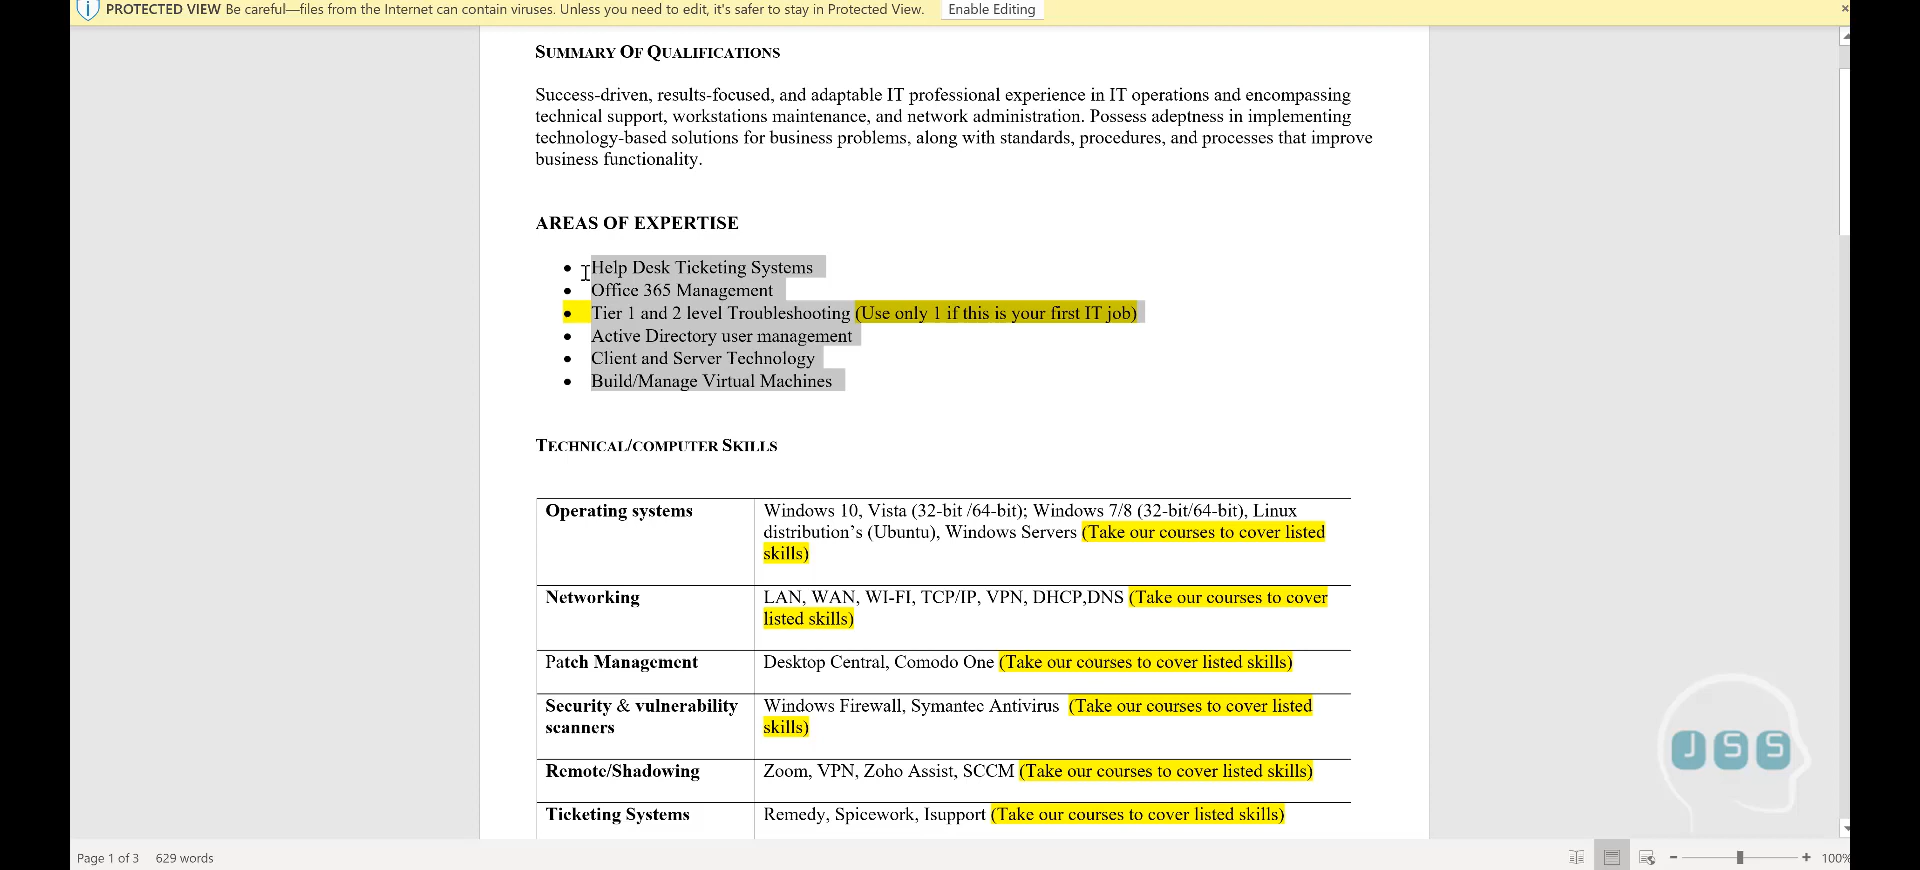 PROTECTED VIEW Be careful—files from the Internet can contain viruses. Unless you need to edit, it's safer to stay in Protected View. Enable Editing
SUMMARY OF QUALIFICATIONS
Success-driven, results-focused, and adaptable IT professional experience in IT operations and encompassing
technical support, workstations maintenance, and network administration. Possess adeptness in implementing
technology-based solutions for business problems, along with standards, procedures, and processes that improve
business functionality.
AREAS OF EXPERTISE
• Help Desk Ticketing Systems
• Office 365 Management
• Tier 1 and 2 level Troubleshooting (Use only 1 if this is your first IT job)
• Active Directory user management
• Client and Server Technology
• Build/Manage Virtual Machines
TECHNICAL/COMPUTER SKILLS
Operating systems Windows 10, Vista (32-bit /64-bit); Windows 7/8 (32-bit/64-bit), Linux
distribution's (Ubuntu), Windows Servers (Take our courses to cover listed
skills)
Networking LAN, WAN, WI-FI, TCP/IP, VPN, DHCP,DNS (Take our courses to cover
listed skills)
Patch Management Desktop Central, Comodo One (Take our courses to cover listed skills)
Security & vulnerability Windows Firewall, Symantec Antivirus (Take our courses to cover listed
scanners skills)
Remote/Shadowing Zoom, VPN, Zoho Assist, SCCM (Take our courses to cover listed skills)
Ticketing Systems Remedy, Spicework, Isupport (Take our courses to cover listed skills)
JSS
Page 1 of 3 629 words 100%